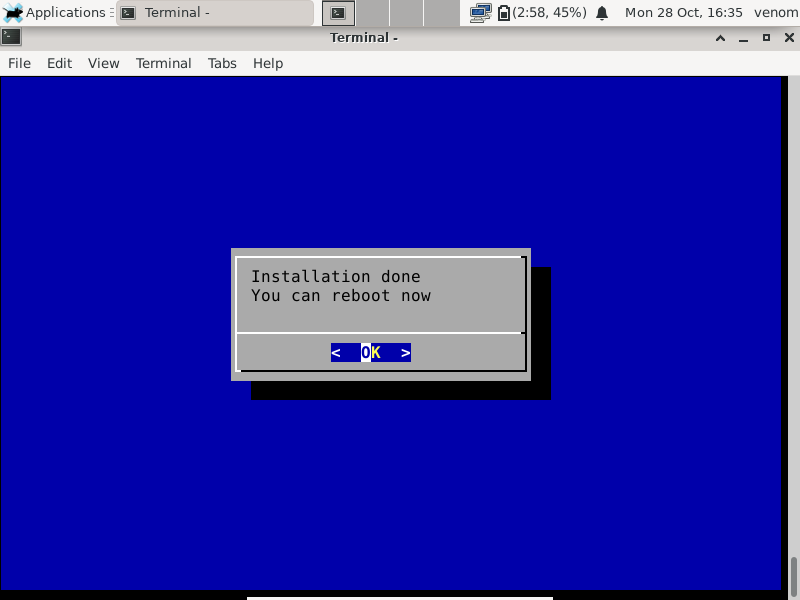 Applications
Terminal -
(2:58, 45%)
Mon 28 Oct, 16:35
venom
Terminal -
File Edit View Terminal Tabs Help
Installation done
You can reboot now
< OK >